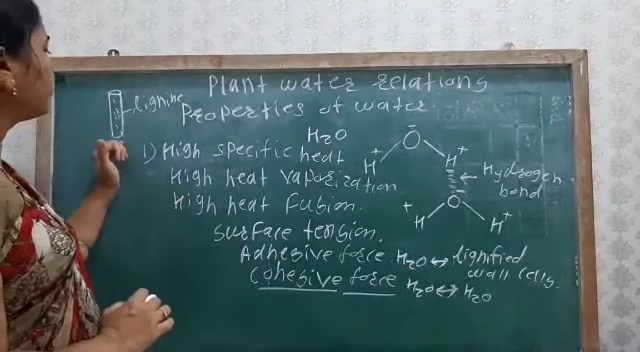 Plant water relations
lignine
Properties of water.
H2O
1) High specific heat
High heat vaporization
High heat Fusion.
surface tension.
Adhesive force H2O ↔ lignified wall cells.
Cohesive force H2O ↔ H2O
O -
H + H +
Hydrogen bond
O
+ H H +